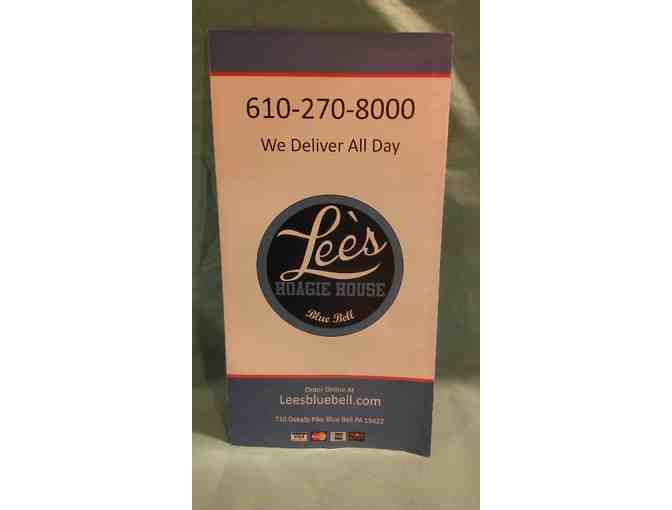 610-270-8000
We Deliver All Day
Lee's
HOAGIE HOUSE
Blue Bell
Order Online At
Leesbluebell.com
710 Dekalb Pike Blue Bell PA 19422